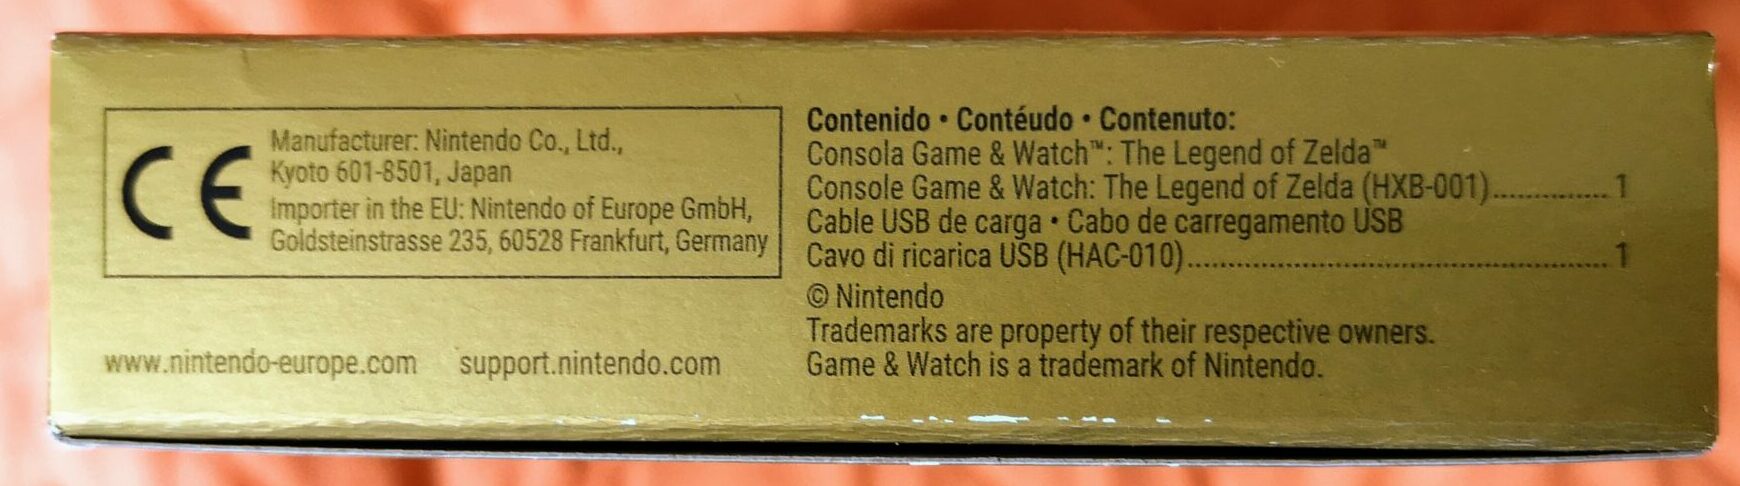 CE
Manufacturer: Nintendo Co., Ltd.,
Kyoto 601-8501, Japan
Importer in the EU: Nintendo of Europe GmbH,
Goldsteinstrasse 235, 60528 Frankfurt, Germany
www.nintendo-europe.com support.nintendo.com
Contenido • Contéudo • Contenuto:
Consola Game & Watch™: The Legend of Zelda™
Console Game & Watch: The Legend of Zelda (HXB-001)............... 1
Cable USB de carga • Cabo de carregamento USB
Cavo di ricarica USB (HAC-010)........................................................ 1
© Nintendo
Trademarks are property of their respective owners.
Game & Watch is a trademark of Nintendo.